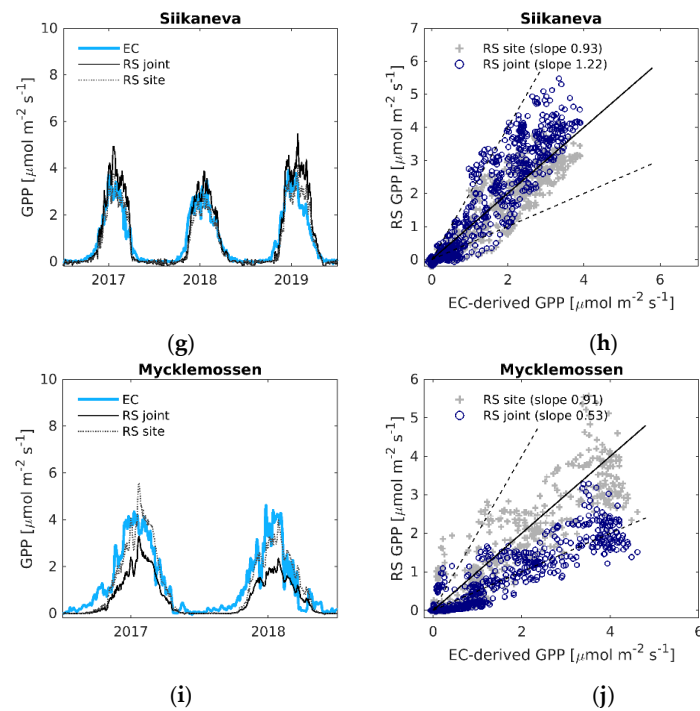 Siikaneva
10
8
6
4
2
0
GPP [μmol m-2 s-1]
EC
RS joint
RS site
2017
2018
2019
(g)
Siikaneva
7
6
5
4
3
2
1
0
RS GPP [μmol m-2 s-1]
RS site (slope 0.93)
RS joint (slope 1.22)
0
2
4
6
EC-derived GPP [μmol m-2 s-1]
(h)
Mycklemossen
10
8
6
4
2
0
GPP [μmol m-2 s-1]
EC
RS joint
RS site
2017
2018
(i)
Mycklemossen
6
5
4
3
2
1
0
RS GPP [μmol m-2 s-1]
RS site (slope 0.91)
RS joint (slope 0.53)
0
2
4
6
EC-derived GPP [μmol m-2 s-1]
(j)